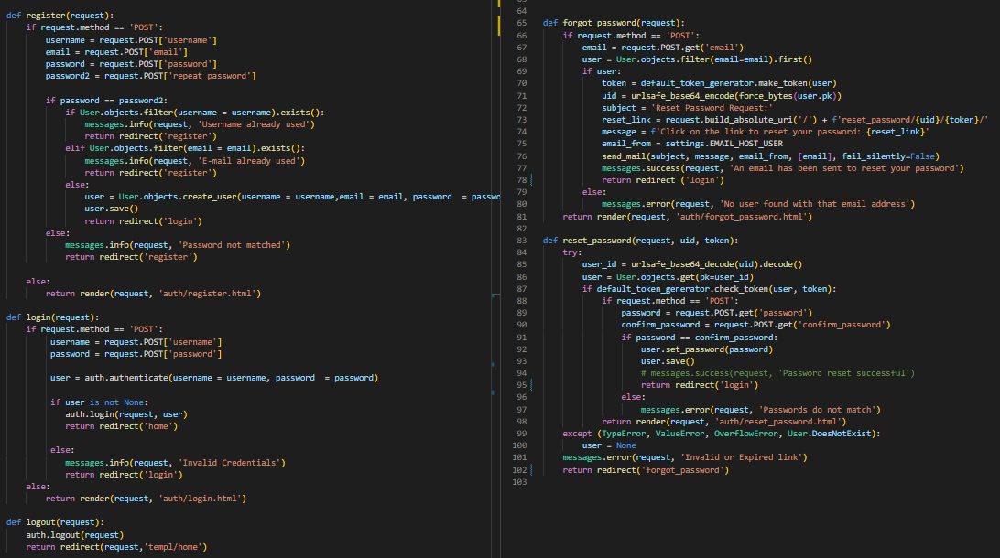 def register(request):
    if request.method == 'POST':
        username = request.POST['username']
        email = request.POST['email']
        password = request.POST['password']
        password2 = request.POST['repeat_password']
        if password == password2:
            if User.objects.filter(username = username).exists():
                messages.info(request, 'Username already used')
                return redirect('register')
            elif User.objects.filter(email = email).exists():
                messages.info(request, 'E-mail already used')
                return redirect('register')
            else:
                user = User.objects.create_user(username = username,email = email, password  = passwo
                user.save()
                return redirect('login')
        else:
            messages.info(request, 'Password not matched')
            return redirect('register')
    else:
        return render(request, 'auth/register.html')
def login(request):
    if request.method == 'POST':
         username = request.POST['username']
         password = request.POST['password']
         user = auth.authenticate(username = username, password  = password)
         if user is not None:
            auth.login(request, user)
            return redirect('home')
         else:
            messages.info(request, 'Invalid Credentials')
            return redirect('login')
    else:
        return render(request, 'auth/login.html')
def logout(request):
    auth.logout(request)
    return redirect(request,'templ/home')
64
65 def forgot_password(request):
66     if request.method == 'POST':
67         email = request.POST.get('email')
68         user = User.objects.filter(email=email).first()
69         if user:
70             token = default_token_generator.make_token(user)
71             uid = urlsafe_base64_encode(force_bytes(user.pk))
72             subject = 'Reset Password Request:'
73             reset_link = request.build_absolute_uri('/') + f'reset_password/{uid}/{token}/'
74             message = f'Click on the link to reset your password: {reset_link}'
75             email_from = settings.EMAIL_HOST_USER
76             send_mail(subject, message, email_from, [email], fail_silently=False)
77             messages.success(request, 'An email has been sent to reset your password')
78             return redirect ('login')
79         else:
80             messages.error(request, 'No user found with that email address')
81     return render(request, 'auth/forgot_password.html')
82
83 def reset_password(request, uid, token):
84     try:
85         user_id = urlsafe_base64_decode(uid).decode()
86         user = User.objects.get(pk=user_id)
87         if default_token_generator.check_token(user, token):
88             if request.method == 'POST':
89                 password = request.POST.get('password')
90                 confirm_password = request.POST.get('confirm_password')
91                 if password == confirm_password:
92                     user.set_password(password)
93                     user.save()
94                     # messages.success(request, 'Password reset successful')
95                     return redirect('login')
96                 else:
97                     messages.error(request, 'Passwords do not match')
98             return render(request, 'auth/reset_password.html')
99     except (TypeError, ValueError, OverflowError, User.DoesNotExist):
100         user = None
101     messages.error(request, 'Invalid or Expired link')
102     return redirect('forgot_password')
103